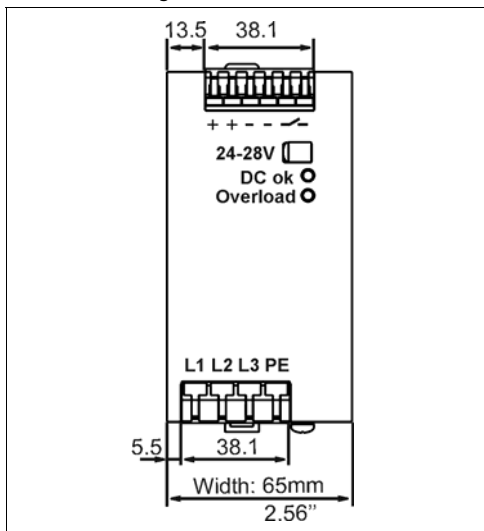 13.5 38.1
+ + - - 
24-28V
DC ok
Overload
L1 L2 L3 PE
5.5 38.1
Width: 65mm
2.56’’